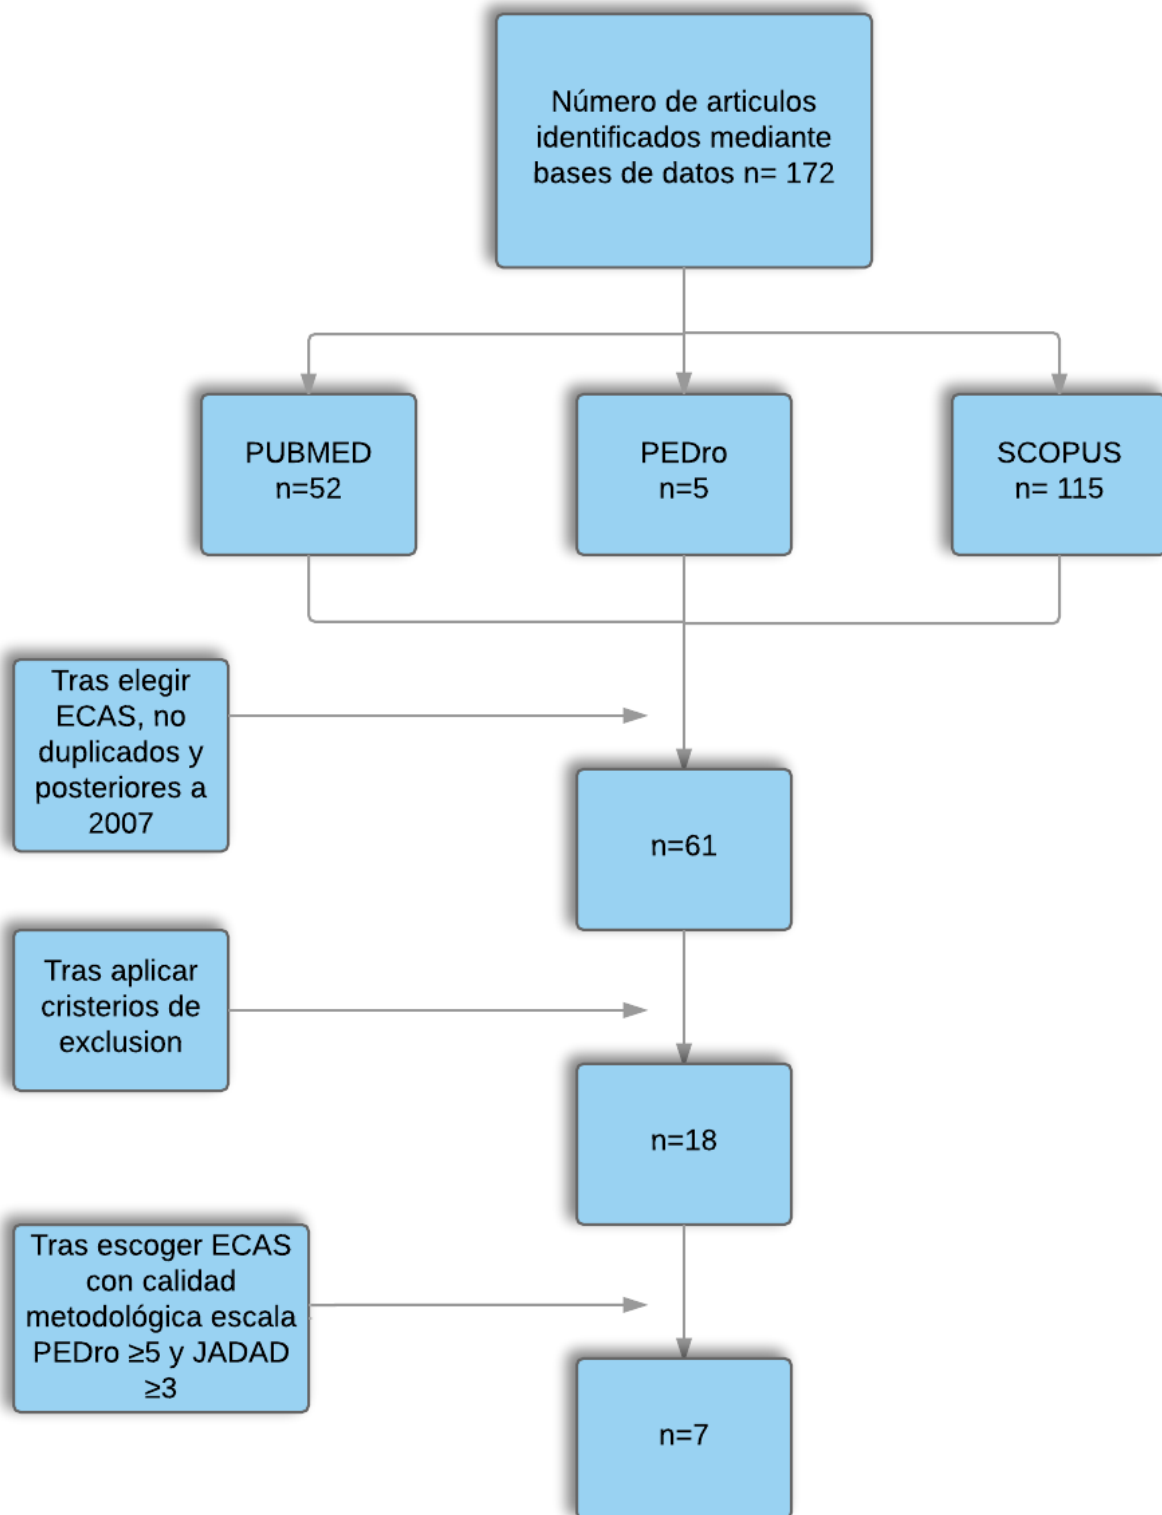 Número de articulos
identificados mediante
bases de datos n= 172
PUBMED
n=52
PEDro
n=5
SCOPUS
n= 115
Tras elegir
ECAS, no
duplicados y
posteriores a
2007
n=61
Tras aplicar
cristerios de
exclusion
n=18
Tras escoger ECAS
con calidad
metodológica escala
PEDro ≥5 y JADAD
≥3
n=7